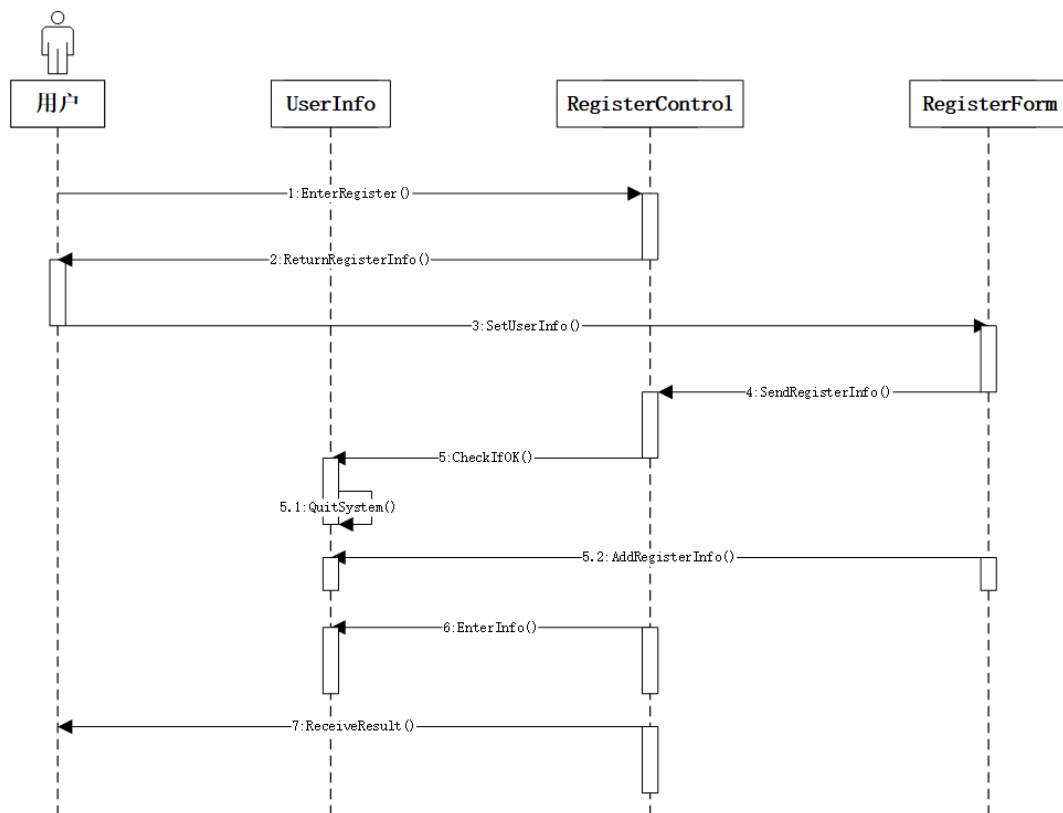 用户
UserInfo
RegisterControl
RegisterForm
1:EnterRegister()
2:ReturnRegisterInfo()
3:SetUserInfo()
4:SendRegisterInfo()
5:CheckIfOK()
5.1:QuitSystem()
5.2:AddRegisterInfo()
6:EnterInfo()
7:ReceiveResult()